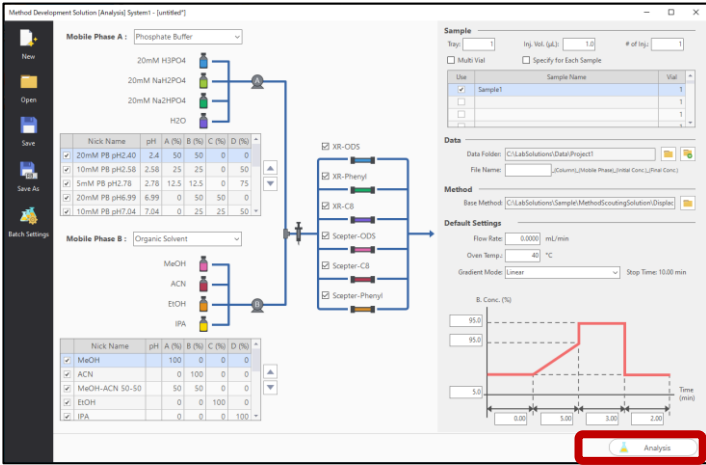 Method Development Solution [Analysis] System1 - [untitled*]
New
Open
Save
Save As
Batch Settings
Mobile Phase A : Phosphate Buffer
20mM H3PO4
20mM NaH2PO4
20mM Na2HPO4
H2O
A
Nick Name pH A (%) B (%) C (%) D (%)
20mM PB pH2.40 2.4 50 50 0 0
10mM PB pH2.58 2.58 25 25 0 50
5mM PB pH2.78 2.78 12.5 12.5 0 75
20mM PB pH6.99 6.99 0 50 50 0
10mM PB pH7.04 7.04 0 25 25 50
Mobile Phase B : Organic Solvent
MeOH
ACN
EtOH
IPA
B
Nick Name pH A (%) B (%) C (%) D (%)
MeOH 100 0 0 0
ACN 0 100 0 0
MeOH-ACN 50-50 50 50 0 0
EtOH 0 0 100 0
IPA 0 0 0 100
XR-ODS
XR-Phenyl
XR-C8
Scepter-ODS
Scepter-C8
Scepter-Phenyl
Sample
Tray: 1 Inj. Vol. (µL): 1.0 # of Inj.: 1
Multi Vial Specify for Each Sample
Use Sample Name Vial
Sample1 1
1
1
1
Data
Data Folder: C:\LabSolutions\Data\Project1
File Name: _(Column)_(Mobile Phase)_(Initial Conc.)_(Final Conc.)
Method
Base Method: C:\LabSolutions\Sample\MethodScoutingSolution\Displac
Default Settings
Flow Rate: 0.0000 mL/min
Oven Temp.: 40 °C
Gradient Mode: Linear Stop Time: 10.00 min
B. Conc. (%)
95.0
95.0
5.0
Time
(min)
0.00 5.00 3.00 2.00
Analysis